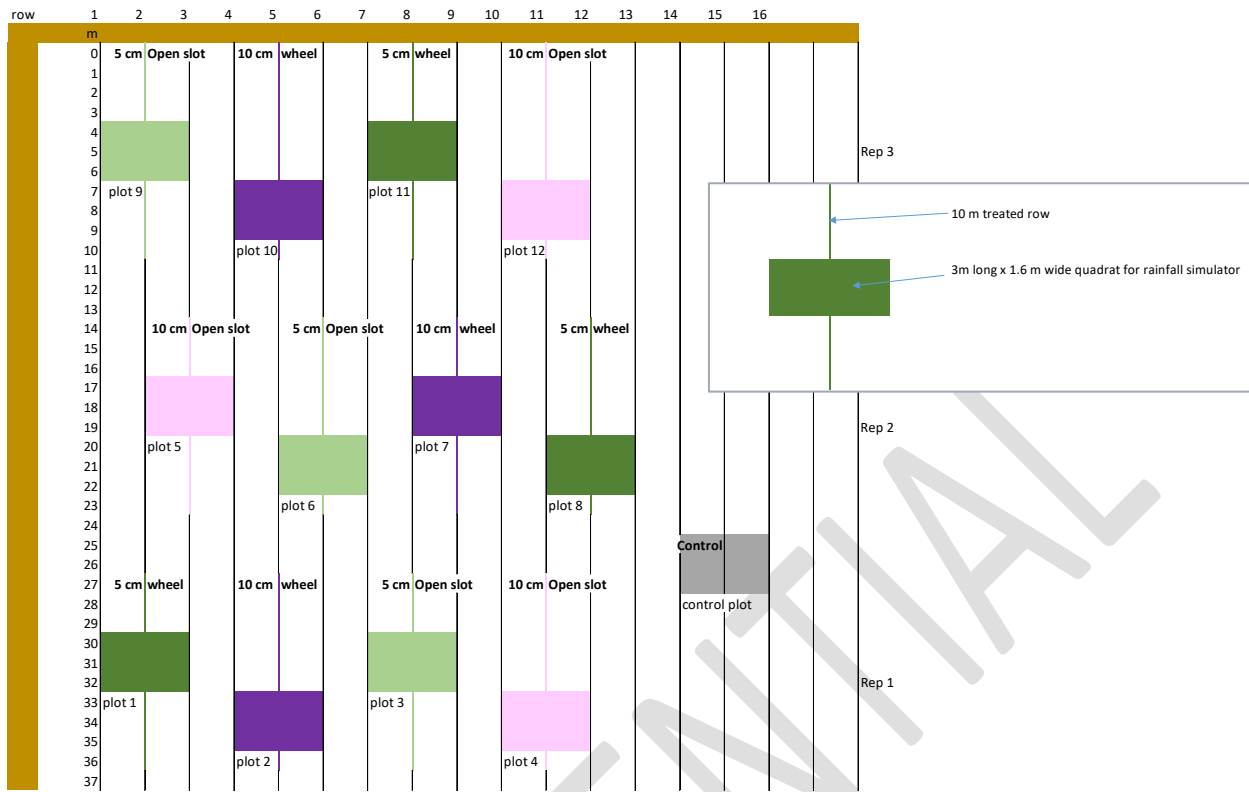 row 1 2 3 4 5 6 7 8 9 10 11 12 13 14 15 16
m
0 5 cm Open slot 10 cm wheel 5 cm wheel 10 cm Open slot
1
2
3
4
5 Rep 3
6
7 plot 9 plot 11
8 10 m treated row
9
10 plot 10 plot 12
11 3m long x 1.6 m wide quadrat for rainfall simulator
12
13
14 10 cm Open slot 5 cm Open slot 10 cm wheel 5 cm wheel
15
16
17
18
19 Rep 2
20 plot 5 plot 7
21
22
23 plot 6 plot 8
24
25 Control
26
27 5 cm wheel 10 cm wheel 5 cm Open slot 10 cm Open slot
28 control plot
29
30
31
32 Rep 1
33 plot 1 plot 3
34
35
36 plot 2 plot 4
37
ENTIAL